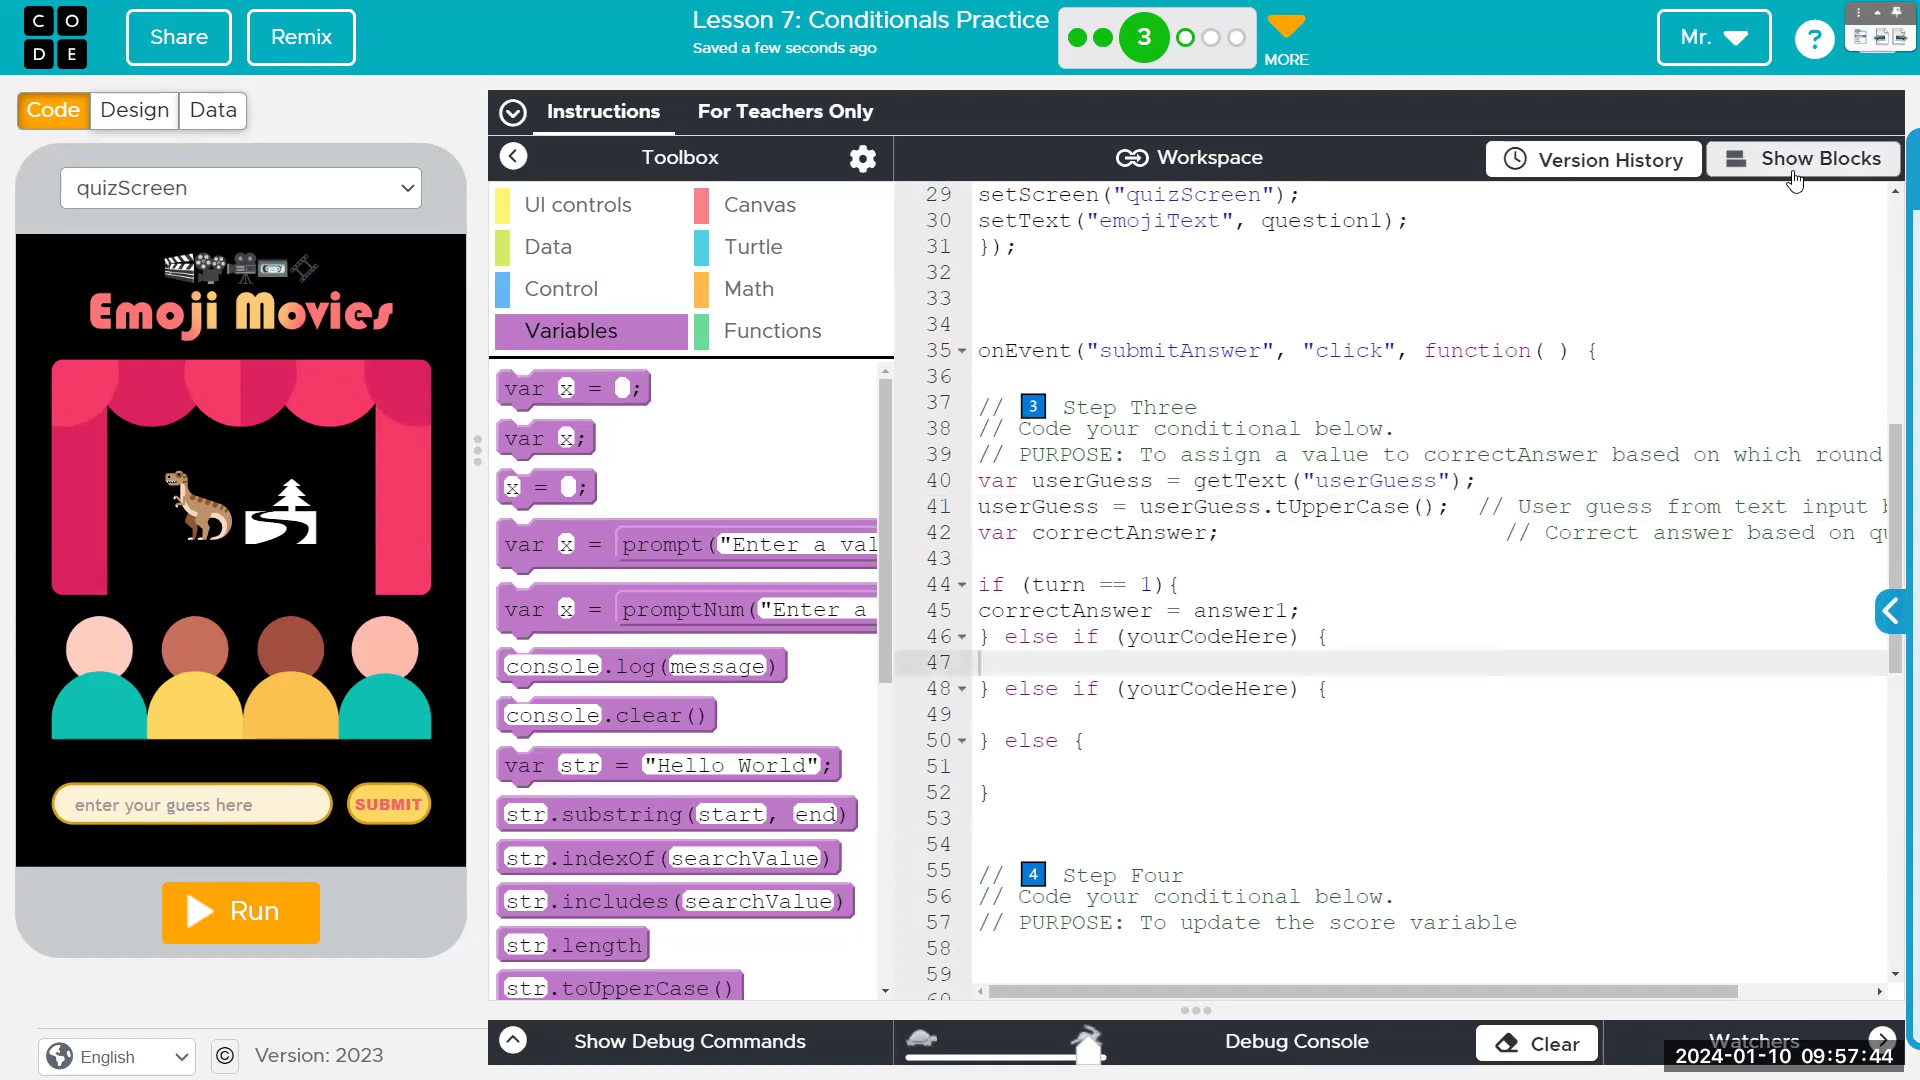 C O
D E
Share
Remix
Lesson 7: Conditionals Practice
Saved a few seconds ago
3
MORE
Mr.
?
Code
Design
Data
Instructions
For Teachers Only
quizScreen
Toolbox
Workspace
Version History
Show Blocks
UI controls
Canvas
Data
Turtle
Control
Math
Variables
Functions
var x = ;
var x;
x = ;
var x = prompt("Enter a val
var x = promptNum("Enter a
console.log(message)
console.clear()
var str = "Hello World";
str.substring(start, end)
str.indexOf(searchValue)
str.includes(searchValue)
str.length
str.toUpperCase()
29 setScreen("quizScreen");
30 setText("emojiText", question1);
31 });
32
33
34
35 onEvent("submitAnswer", "click", function( ) {
36
37 // 3 Step Three
38 // Code your conditional below.
39 // PURPOSE: To assign a value to correctAnswer based on which round
40 var userGuess = getText("userGuess");
41 userGuess = userGuess.tUpperCase(); // User guess from text input
42 var correctAnswer; // Correct answer based on qu
43
44 if (turn == 1){
45 correctAnswer = answer1;
46 } else if (yourCodeHere) {
47
48 } else if (yourCodeHere) {
49
50 } else {
51
52 }
53
54
55 // 4 Step Four
56 // Code your conditional below.
57 // PURPOSE: To update the score variable
58
59
60
Emoji Movies
enter your guess here
SUBMIT
Run
English
©
Version: 2023
Show Debug Commands
Debug Console
Clear
Watchers
2024-01-10 09:57:44